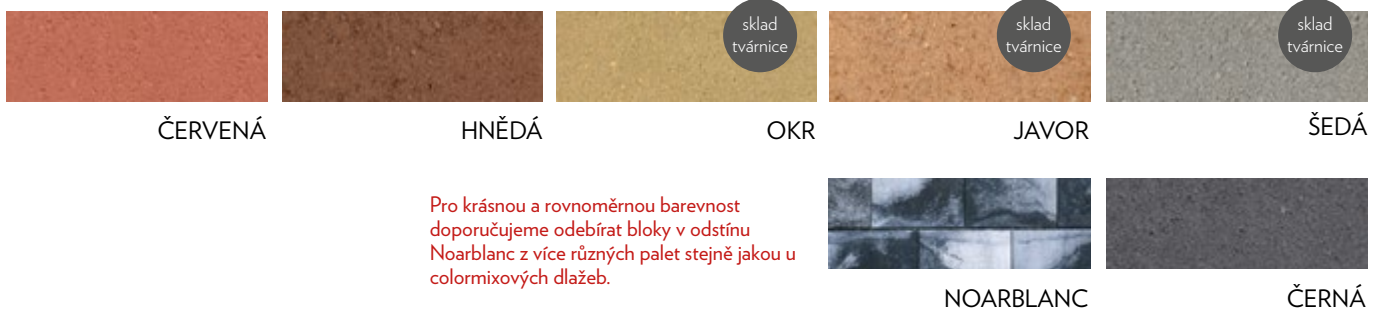 sklad
tvárnice
sklad
tvárnice
sklad
tvárnice
ČERVENÁ
HNĚDÁ
OKR
JAVOR
ŠEDÁ
Pro krásnou a rovnoměrnou barevnost
doporučujeme odebírat bloky v odstínu
Noarblanc z více různých palet stejně jakou u
colormixových dlažeb.
NOARBLANC
ČERNÁ